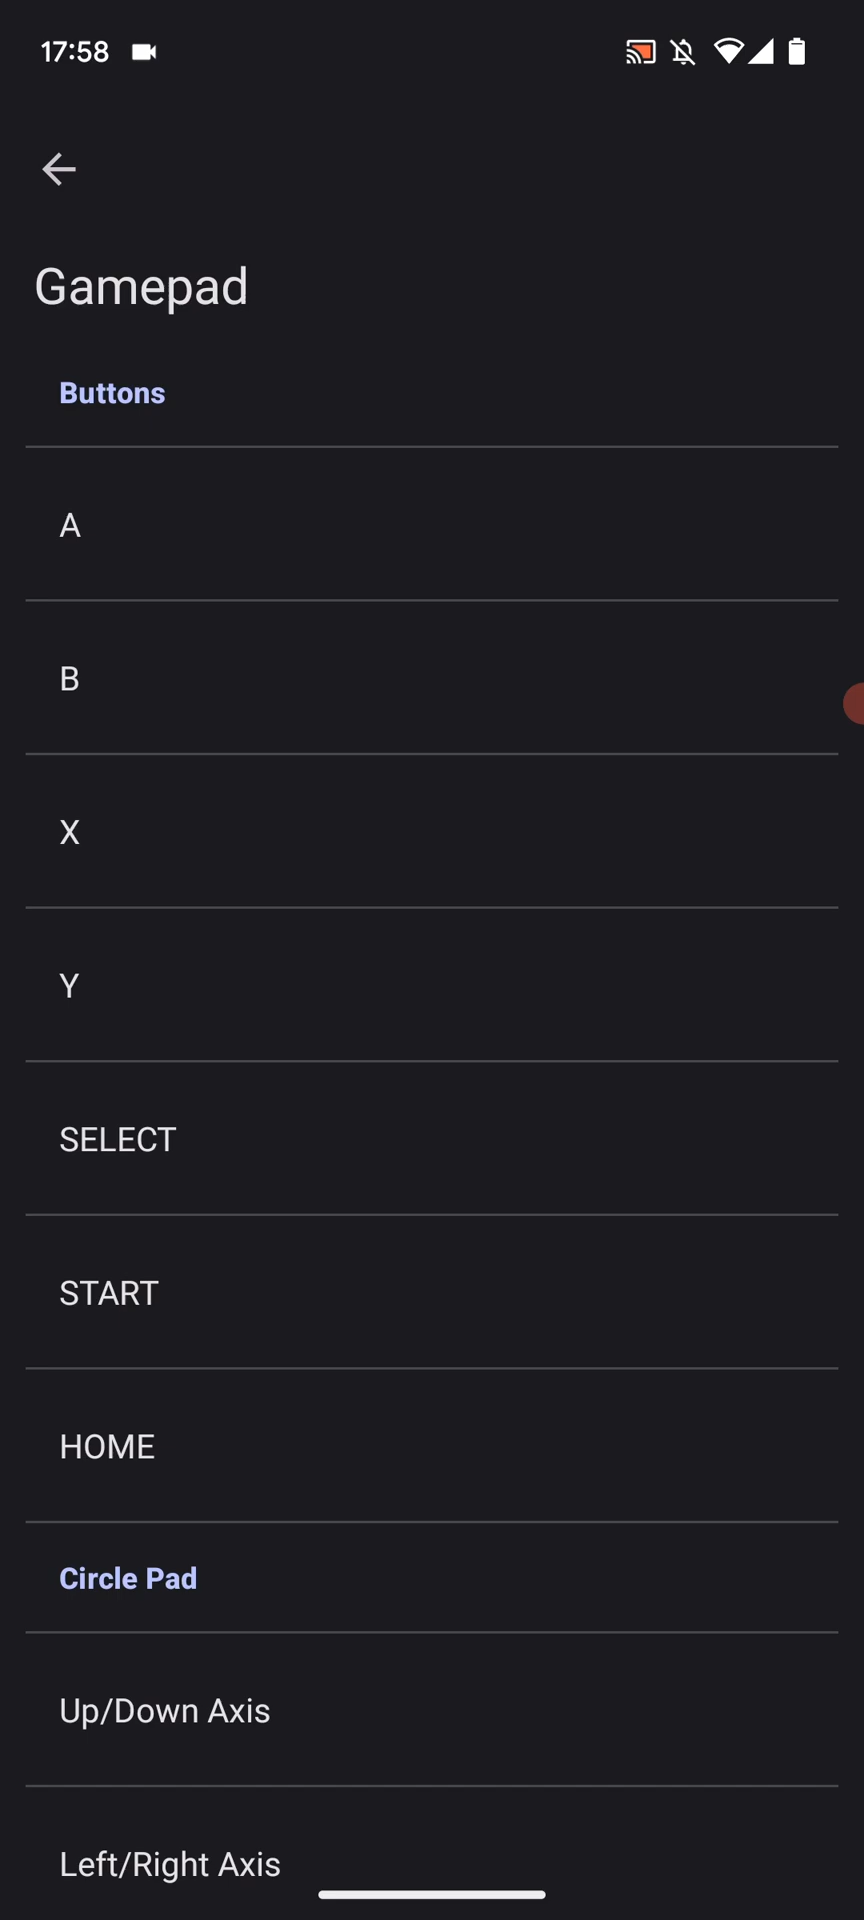 17:58
Gamepad
Buttons
A
B
X
Y
SELECT
START
HOME
Circle Pad
Up/Down Axis
Left/Right Axis